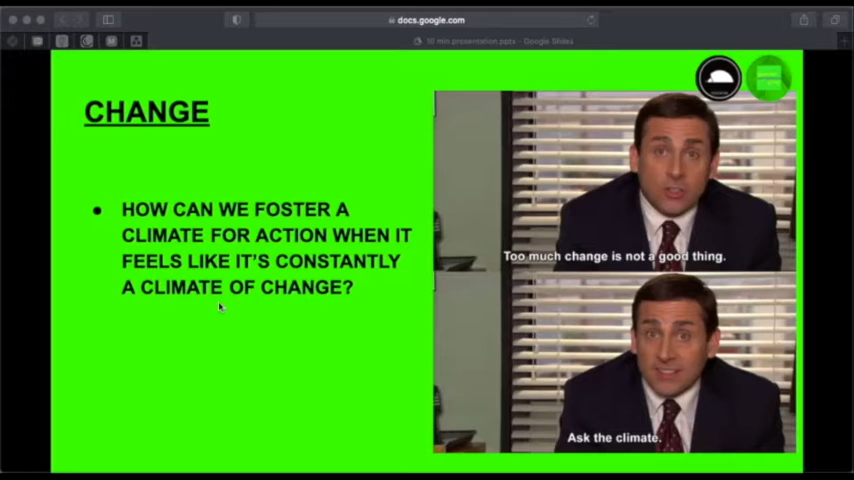 docs.google.com
10 min presentation.pptx - Google Slides
CHANGE
HOW CAN WE FOSTER A
CLIMATE FOR ACTION WHEN IT
FEELS LIKE IT'S CONSTANTLY
A CLIMATE OF CHANGE?
Too much change is not a good thing.
Ask the climate.